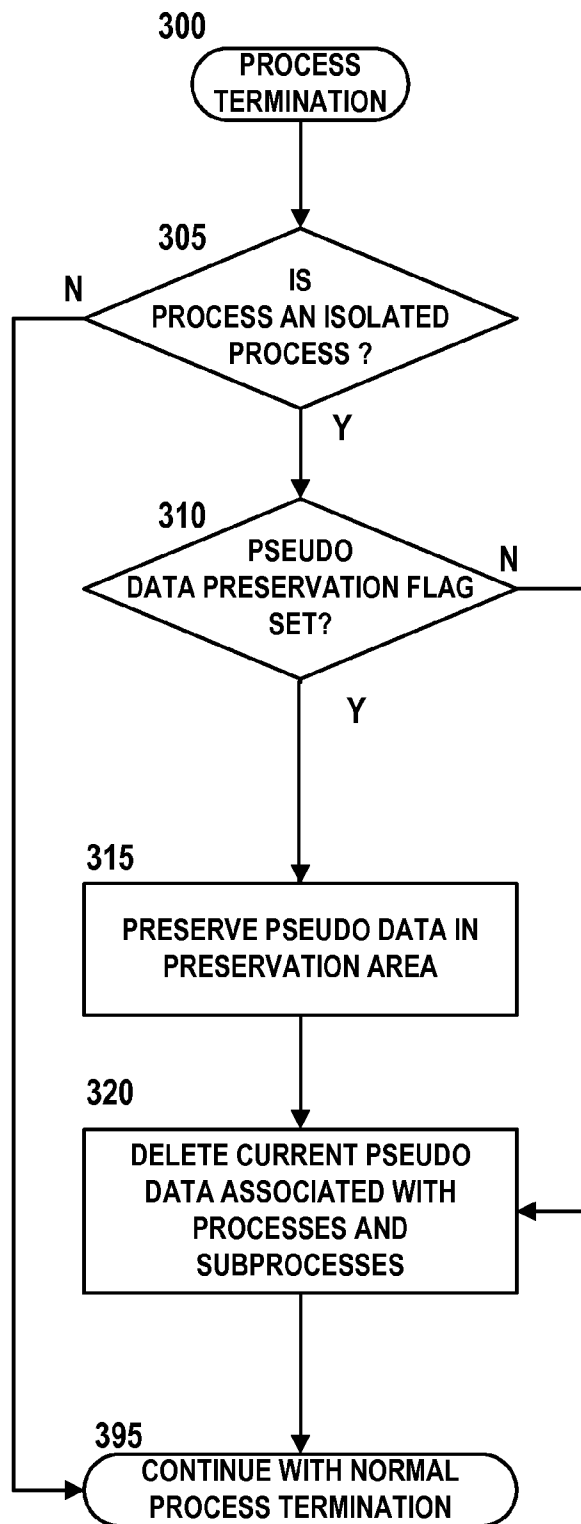 300
PROCESS
TERMINATION
305
N
IS
PROCESS AN ISOLATED
PROCESS ?
Y
310
N
PSEUDO
DATA PRESERVATION FLAG
SET?
Y
315
PRESERVE PSEUDO DATA IN
PRESERVATION AREA
320
DELETE CURRENT PSEUDO
DATA ASSOCIATED WITH
PROCESSES AND
SUBPROCESSES
395
CONTINUE WITH NORMAL
PROCESS TERMINATION